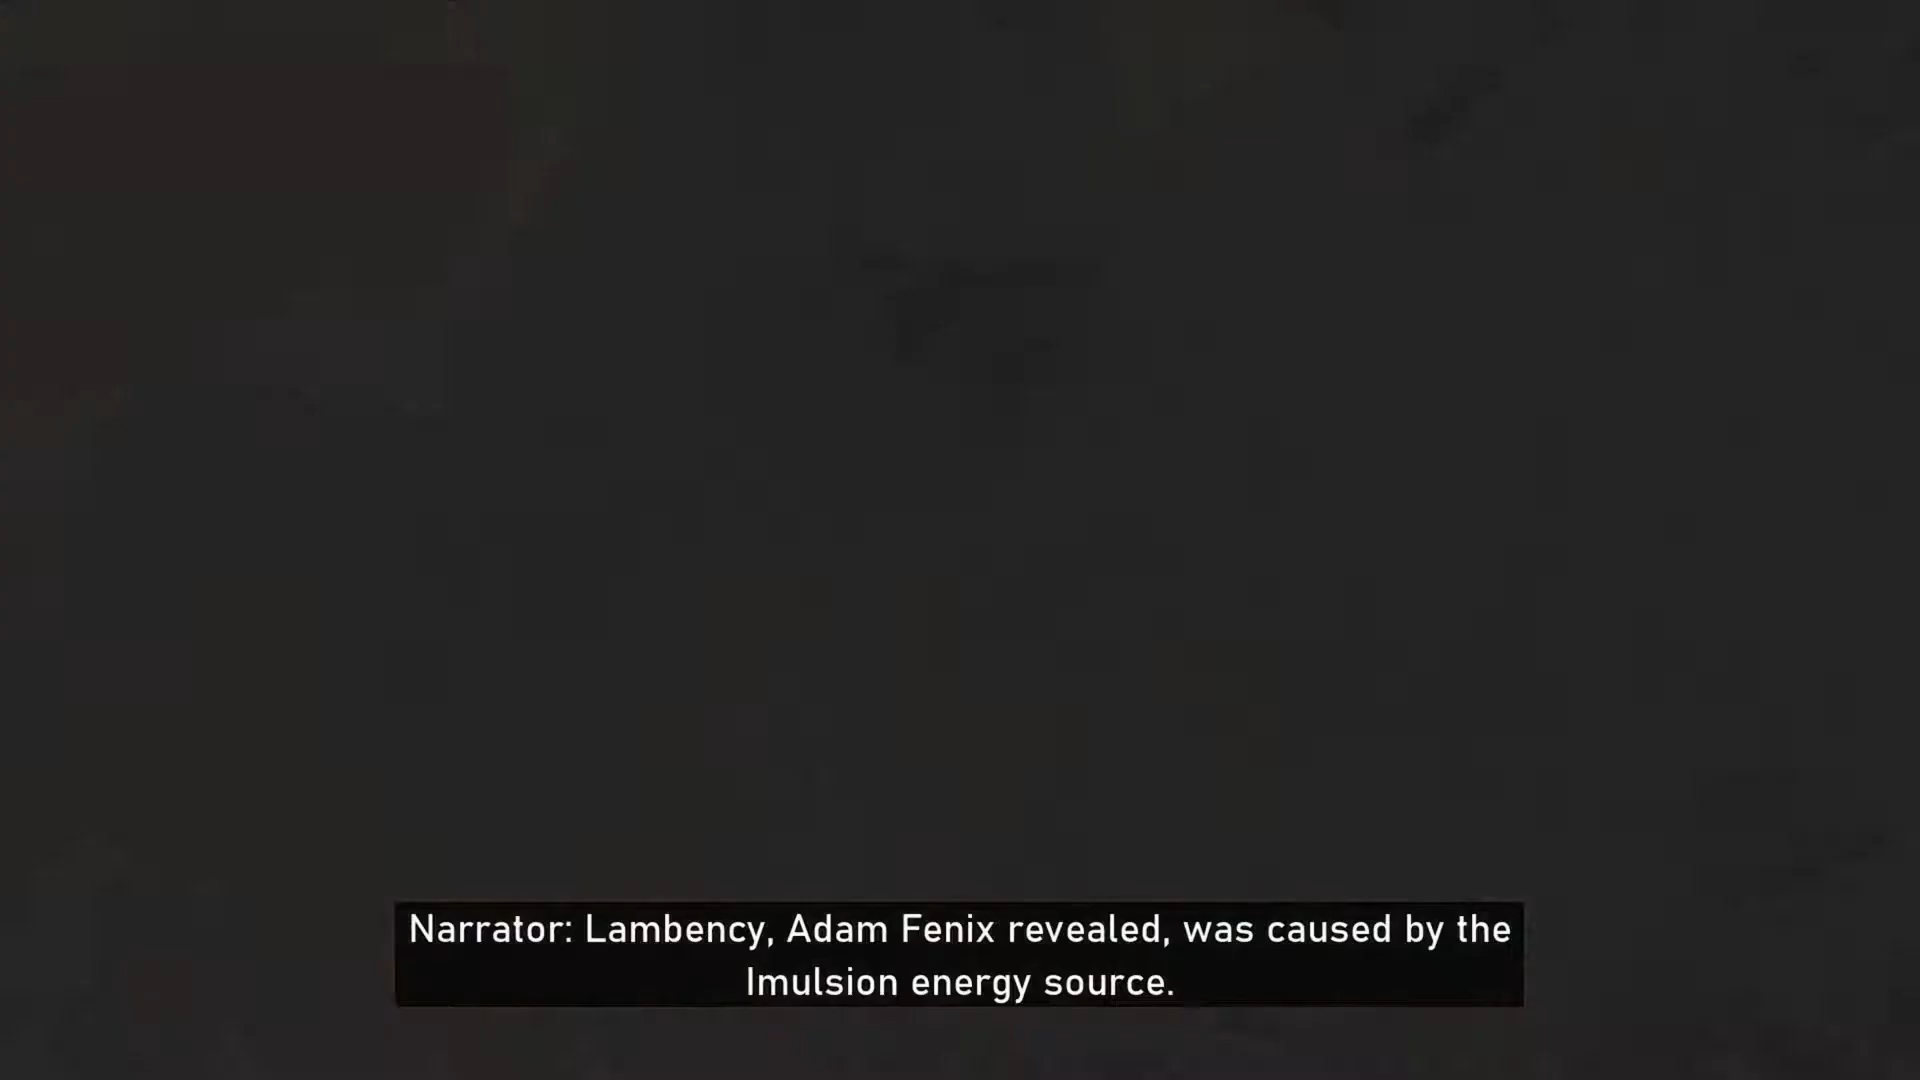 Narrator: Lambency, Adam Fenix revealed, was caused by the
Imulsion energy source.